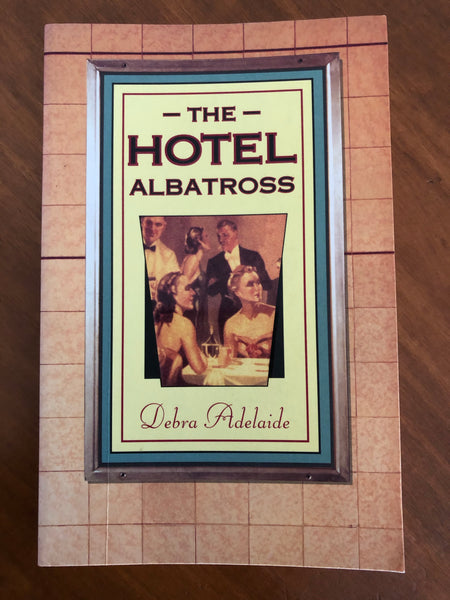 – THE –
HOTEL
ALBATROSS
Debra Adelaide